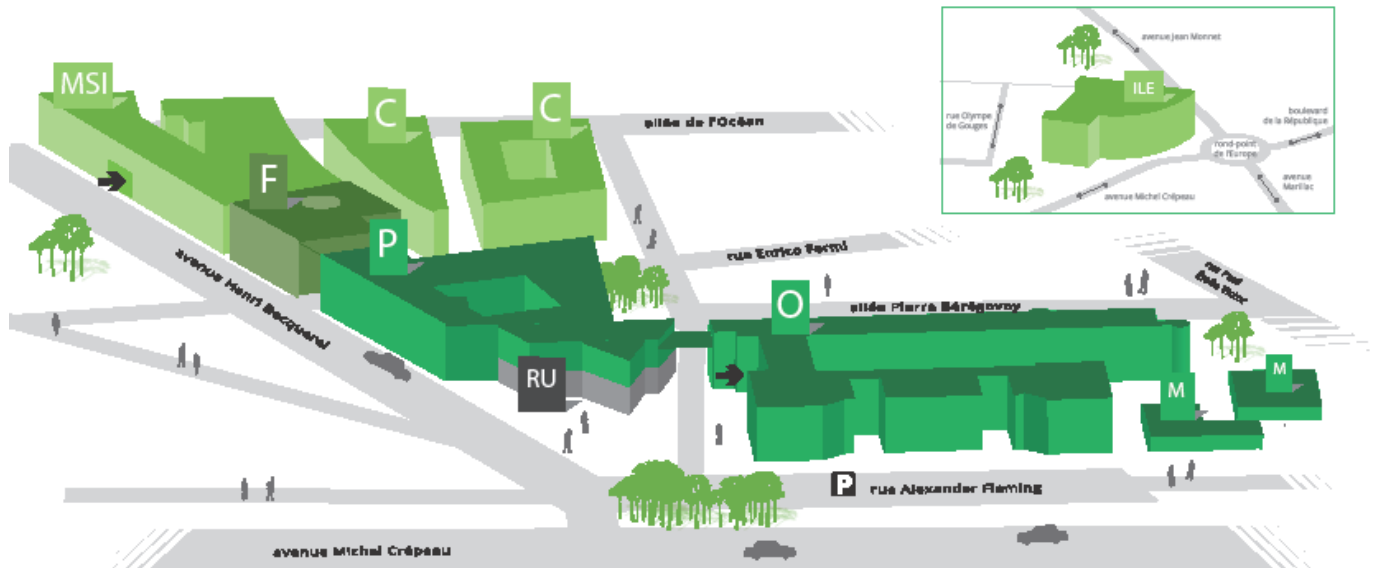 MSI
C
C
F
P
RU
O
M
M
P
allée de l'Océan
rue Enrico Fermi
allée Pierre Bérégovoy
avenue Henri Becquerel
rue Alexander Fleming
avenue Michel Crépeau
ILE
avenue Jean Monnet
rue Olympe
de Gouges
boulevard
de la République
rond-point
de l'Europe
avenue
Marillac
avenue Michel Crépeau